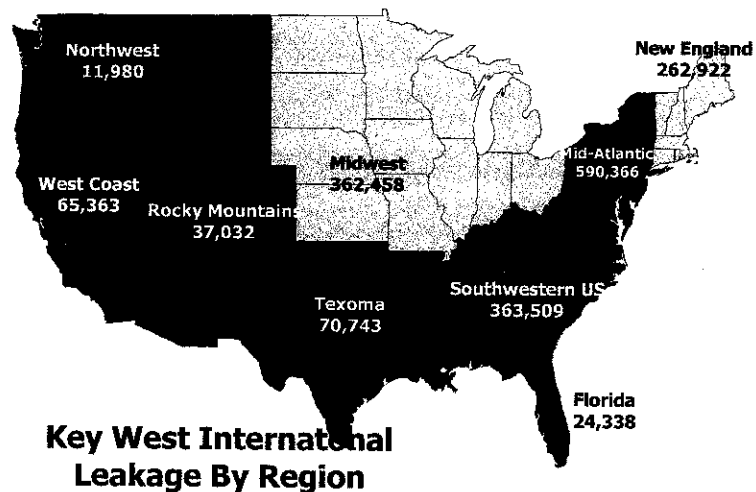 Northwest
11,980
New England
262,922
Midwest
362,458
Mid-Atlantic
590,366
West Coast
65,363
Rocky Mountains
37,032
Texoma
70,743
Southwestern US
363,509
Florida
24,338
Key West Internatonal
Leakage By Region